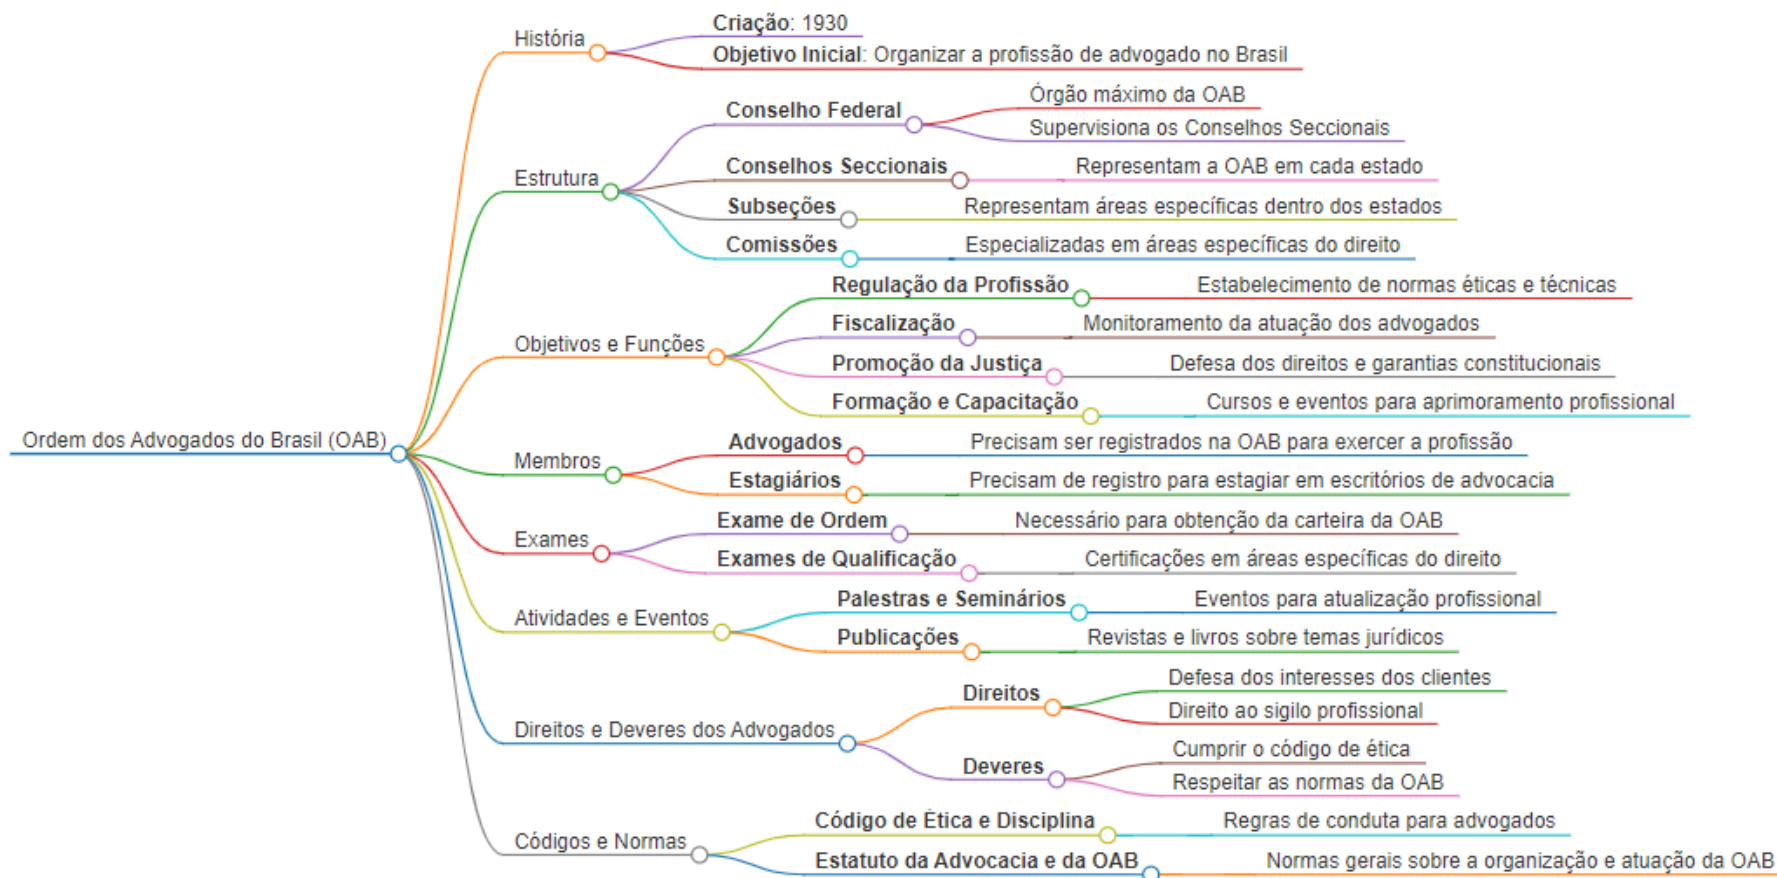 Ordem dos Advogados do Brasil (OAB)
História
Criação: 1930
Objetivo Inicial: Organizar a profissão de advogado no Brasil
Estrutura
Conselho Federal
Órgão máximo da OAB
Supervisiona os Conselhos Seccionais
Conselhos Seccionais
Representam a OAB em cada estado
Subseções
Representam áreas específicas dentro dos estados
Comissões
Especializadas em áreas específicas do direito
Objetivos e Funções
Regulação da Profissão
Estabelecimento de normas éticas e técnicas
Fiscalização
Monitoramento da atuação dos advogados
Promoção da Justiça
Defesa dos direitos e garantias constitucionais
Formação e Capacitação
Cursos e eventos para aprimoramento profissional
Membros
Advogados
Precisam ser registrados na OAB para exercer a profissão
Estagiários
Precisam de registro para estagiar em escritórios de advocacia
Exames
Exame de Ordem
Necessário para obtenção da carteira da OAB
Exames de Qualificação
Certificações em áreas específicas do direito
Atividades e Eventos
Palestras e Seminários
Eventos para atualização profissional
Publicações
Revistas e livros sobre temas jurídicos
Direitos e Deveres dos Advogados
Direitos
Defesa dos interesses dos clientes
Direito ao sigilo profissional
Deveres
Cumprir o código de ética
Respeitar as normas da OAB
Códigos e Normas
Código de Ética e Disciplina
Regras de conduta para advogados
Estatuto da Advocacia e da OAB
Normas gerais sobre a organização e atuação da OAB